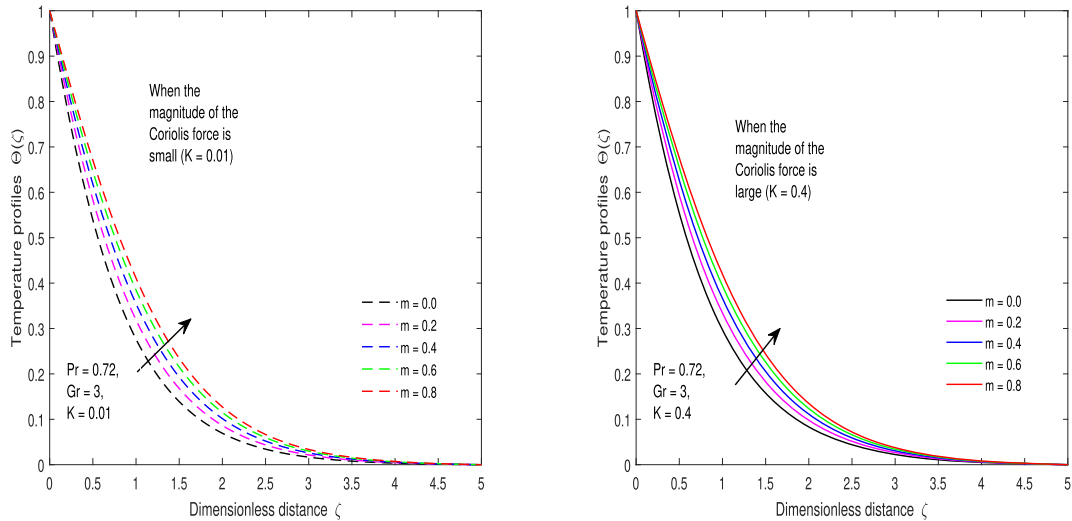 1
0.9
0.8
0.7
0.6
0.5
0.4
0.3
0.2
0.1
0
Temperature profiles Θ(ζ)
When the
magnitude of the
Coriolis force is
small (K = 0.01)
m = 0.0
m = 0.2
m = 0.4
m = 0.6
m = 0.8
Pr = 0.72,
Gr = 3,
K = 0.01
0 0.5 1 1.5 2 2.5 3 3.5 4 4.5 5
Dimensionless distance ζ
1
0.9
0.8
0.7
0.6
0.5
0.4
0.3
0.2
0.1
0
Temperature profiles Θ(ζ)
When the
magnitude of the
Coriolis force is
large (K = 0.4)
m = 0.0
m = 0.2
m = 0.4
m = 0.6
m = 0.8
Pr = 0.72,
Gr = 3,
K = 0.4
0 0.5 1 1.5 2 2.5 3 3.5 4 4.5 5
Dimensionless distance ζ